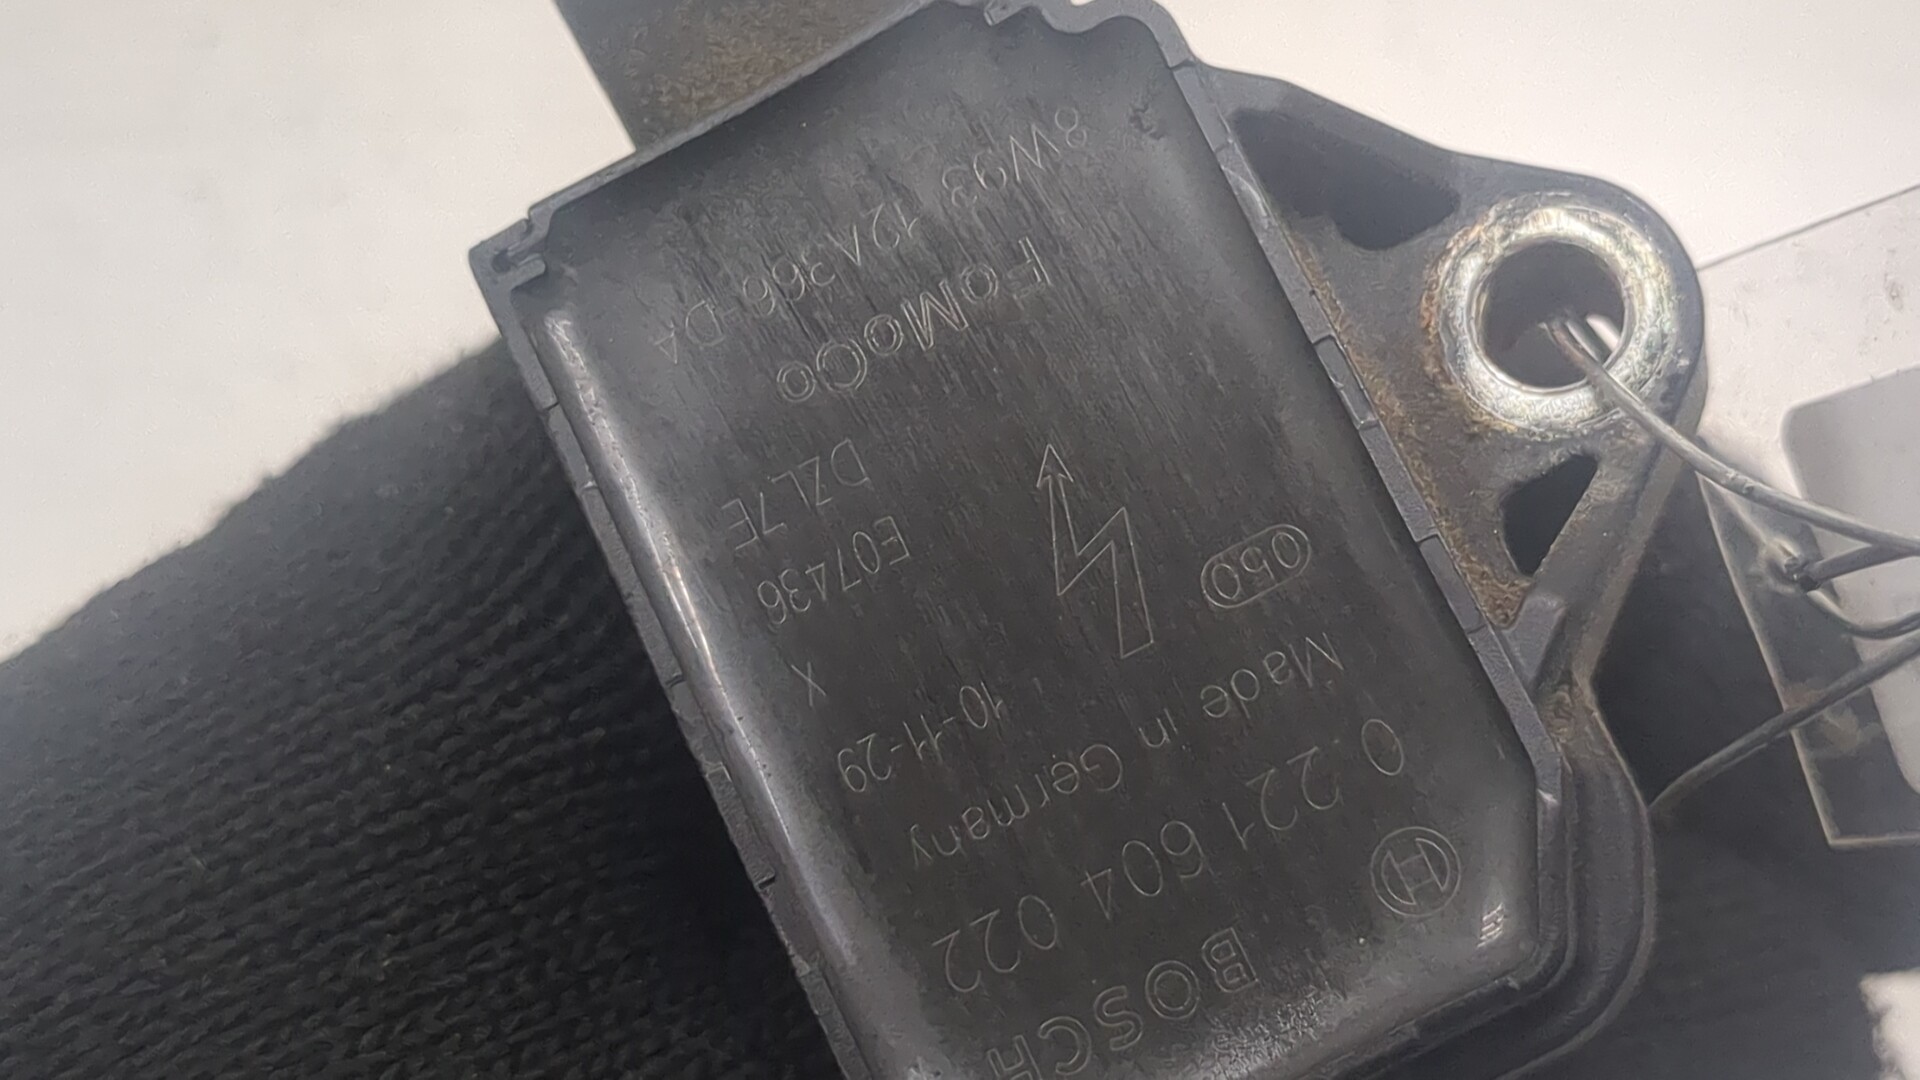 BOSCH
0 221 604 022
Made in Germany
050
10-11-29
X
E07436
DZL7E
FoMoCo
8W93 12A366-DA